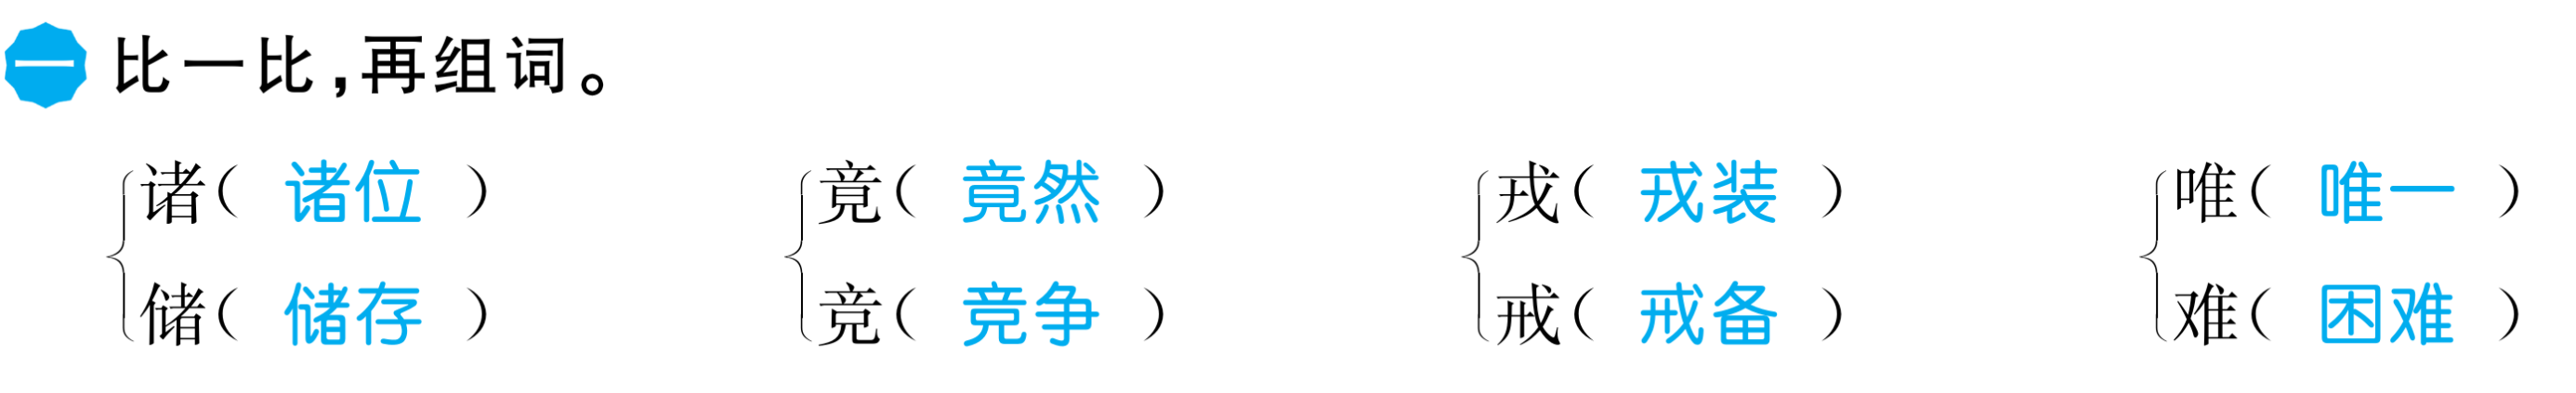 一 比一比,再组词。
诸( 诸位 ) 竟( 竟然 ) 戎( 戎装 ) 唯( 唯一 )
储( 储存 ) 竞( 竞争 ) 戒( 戒备 ) 难( 困难 )